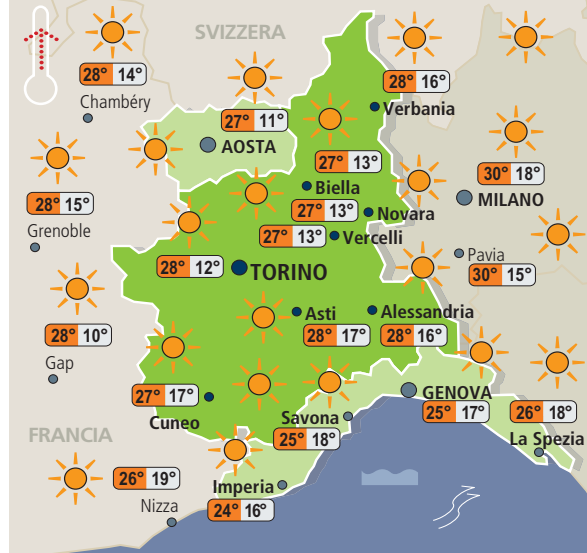 SVIZZERA
28° 14°
Chambéry
28° 16°
Verbania
27° 11°
AOSTA
27° 13°
Biella
30° 18°
MILANO
28° 15°
Grenoble
27° 13°
Novara
27° 13°
Vercelli
Pavia
30° 15°
28° 12°
TORINO
28° 10°
Gap
Asti
28° 17°
Alessandria
28° 16°
27° 17°
Cuneo
GENOVA
25° 17°
Savona
25° 18°
26° 18°
La Spezia
FRANCIA
26° 19°
Nizza
Imperia
24° 16°